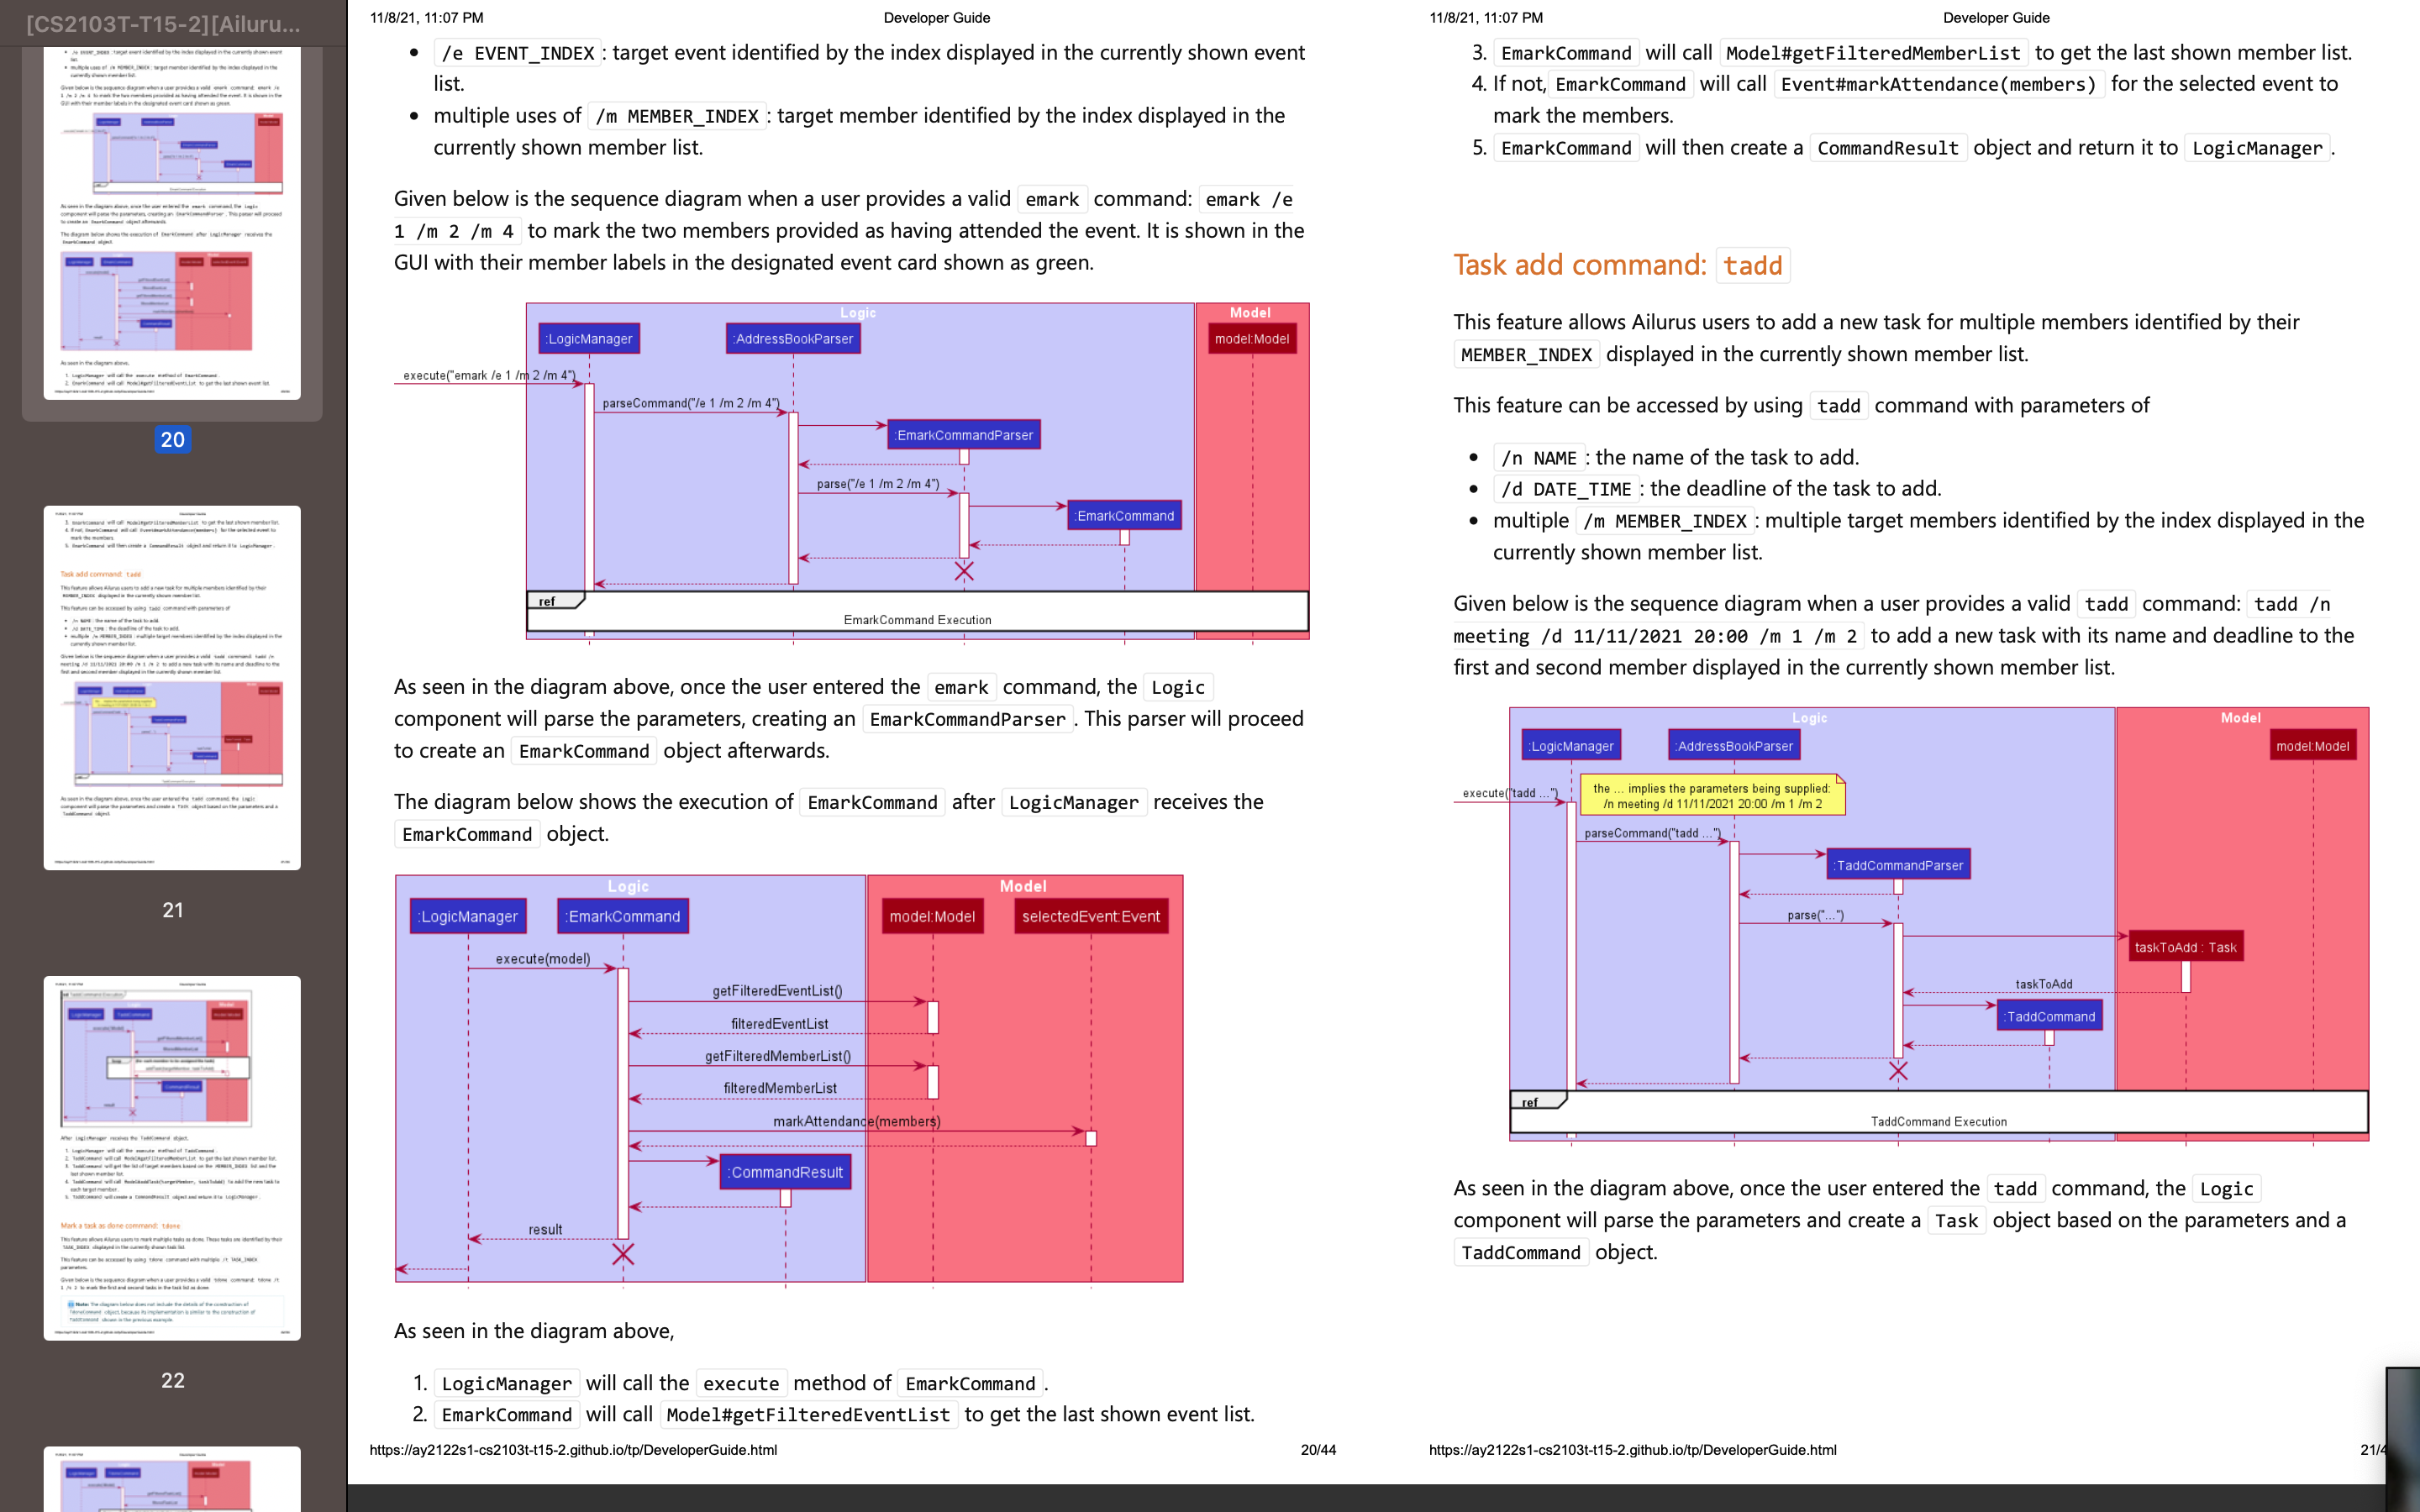 [CS2103T-T15-2][Ailuru...
20
21
22
11/8/21, 11:07 PM
Developer Guide
/e EVENT_INDEX : target event identified by the index displayed in the currently shown event
list.
multiple uses of /m MEMBER_INDEX : target member identified by the index displayed in the
currently shown member list.
Given below is the sequence diagram when a user provides a valid emark command: emark /e
1 /m 2 /m 4 to mark the two members provided as having attended the event. It is shown in the
GUI with their member labels in the designated event card shown as green.
Logic
Model
:LogicManager
:AddressBookParser
model:Model
execute("emark /e 1 /m 2 /m 4")
parseCommand("/e 1 /m 2 /m 4")
:EmarkCommandParser
parse("/e 1 /m 2 /m 4")
:EmarkCommand
ref
EmarkCommand Execution
As seen in the diagram above, once the user entered the emark command, the Logic
component will parse the parameters, creating an EmarkCommandParser . This parser will proceed
to create an EmarkCommand object afterwards.
The diagram below shows the execution of EmarkCommand after LogicManager receives the
EmarkCommand object.
Logic
Model
:LogicManager
:EmarkCommand
model:Model
selectedEvent:Event
execute(model)
getFilteredEventList()
filteredEventList
getFilteredMemberList()
filteredMemberList
markAttendance(members)
:CommandResult
result
As seen in the diagram above,
1. LogicManager will call the execute method of EmarkCommand .
2. EmarkCommand will call Model#getFilteredEventList to get the last shown event list.
https://ay2122s1-cs2103t-t15-2.github.io/tp/DeveloperGuide.html
20/44
11/8/21, 11:07 PM
Developer Guide
3. EmarkCommand will call Model#getFilteredMemberList to get the last shown member list.
4. If not, EmarkCommand will call Event#markAttendance(members) for the selected event to
mark the members.
5. EmarkCommand will then create a CommandResult object and return it to LogicManager .
Task add command: tadd
This feature allows Ailurus users to add a new task for multiple members identified by their
MEMBER_INDEX displayed in the currently shown member list.
This feature can be accessed by using tadd command with parameters of
/n NAME : the name of the task to add.
/d DATE_TIME : the deadline of the task to add.
multiple /m MEMBER_INDEX : multiple target members identified by the index displayed in the
currently shown member list.
Given below is the sequence diagram when a user provides a valid tadd command: tadd /n
meeting /d 11/11/2021 20:00 /m 1 /m 2 to add a new task with its name and deadline to the
first and second member displayed in the currently shown member list.
Logic
Model
:LogicManager
:AddressBookParser
model:Model
the ... implies the parameters being supplied:
/n meeting /d 11/11/2021 20:00 /m 1 /m 2
execute("tadd ...")
parseCommand("tadd ...")
:TaddCommandParser
parse("...")
taskToAdd : Task
taskToAdd
:TaddCommand
ref
TaddCommand Execution
As seen in the diagram above, once the user entered the tadd command, the Logic
component will parse the parameters and create a Task object based on the parameters and a
TaddCommand object.
https://ay2122s1-cs2103t-t15-2.github.io/tp/DeveloperGuide.html
21/4